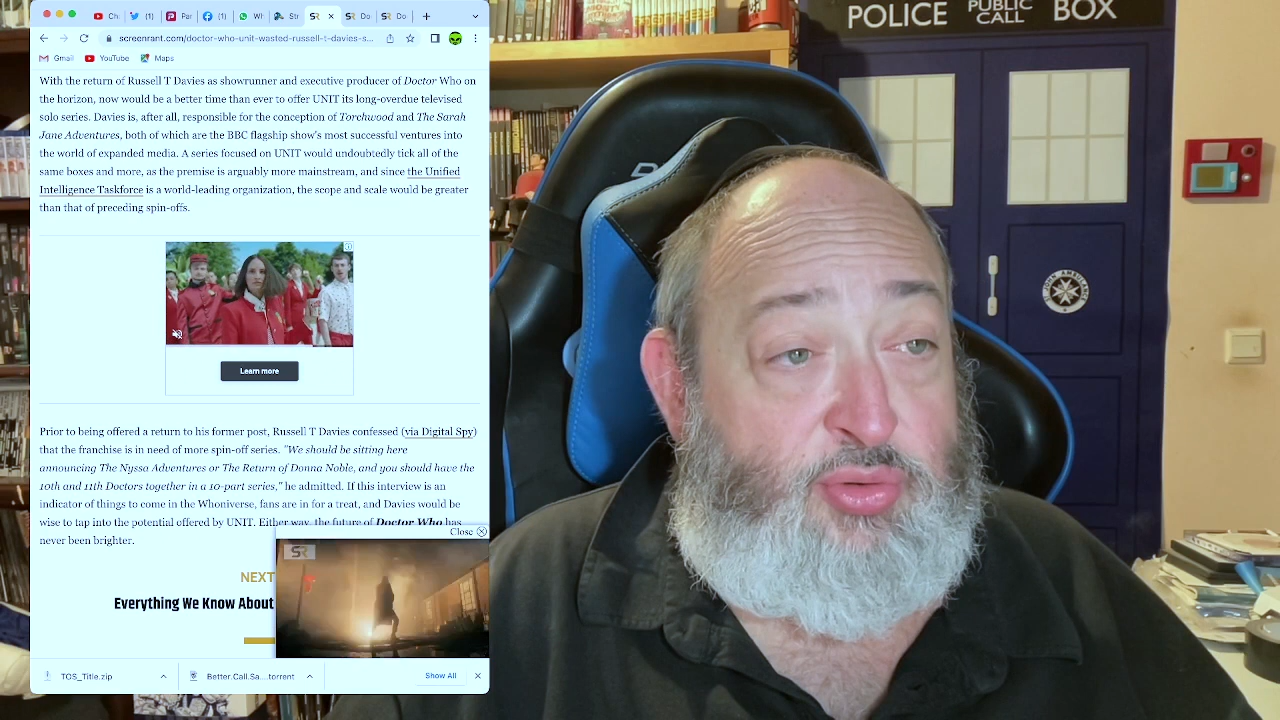 Ch
(1)
Par
(1)
Wh
Str
SR
Do
Do
screenrant.com/doctor-who-unit-wasted-russell-t-davies-s...
Gmail
YouTube
Maps
With the return of Russell T Davies as showrunner and executive producer of Doctor Who on
the horizon, now would be a better time than ever to offer UNIT its long-overdue televised
solo series. Davies is, after all, responsible for the conception of Torchwood and The Sarah
Jane Adventures, both of which are the BBC flagship show's most successful ventures into
the world of expanded media. A series focused on UNIT would undoubtedly tick all of the
same boxes and more, as the premise is arguably more mainstream, and since the Unified
Intelligence Taskforce is a world-leading organization, the scope and scale would be greater
than that of preceding spin-offs.
Learn more
Prior to being offered a return to his former post, Russell T Davies confessed (via Digital Spy)
that the franchise is in need of more spin-off series. "We should be sitting here
announcing The Nyssa Adventures or The Return of Donna Noble, and you should have the
10th and 11th Doctors together in a 10-part series," he admitted. If this interview is an
indicator of things to come in the Whoniverse, fans are in for a treat, and Davies would be
wise to tap into the potential offered by UNIT. Either way, the future of Doctor Who has
never been brighter.
Close
SR
NEXT
Everything We Know About
TGS_Title.zip
Better.Call.Sa....torrent
Show All
POLICE PUBLIC CALL BOX